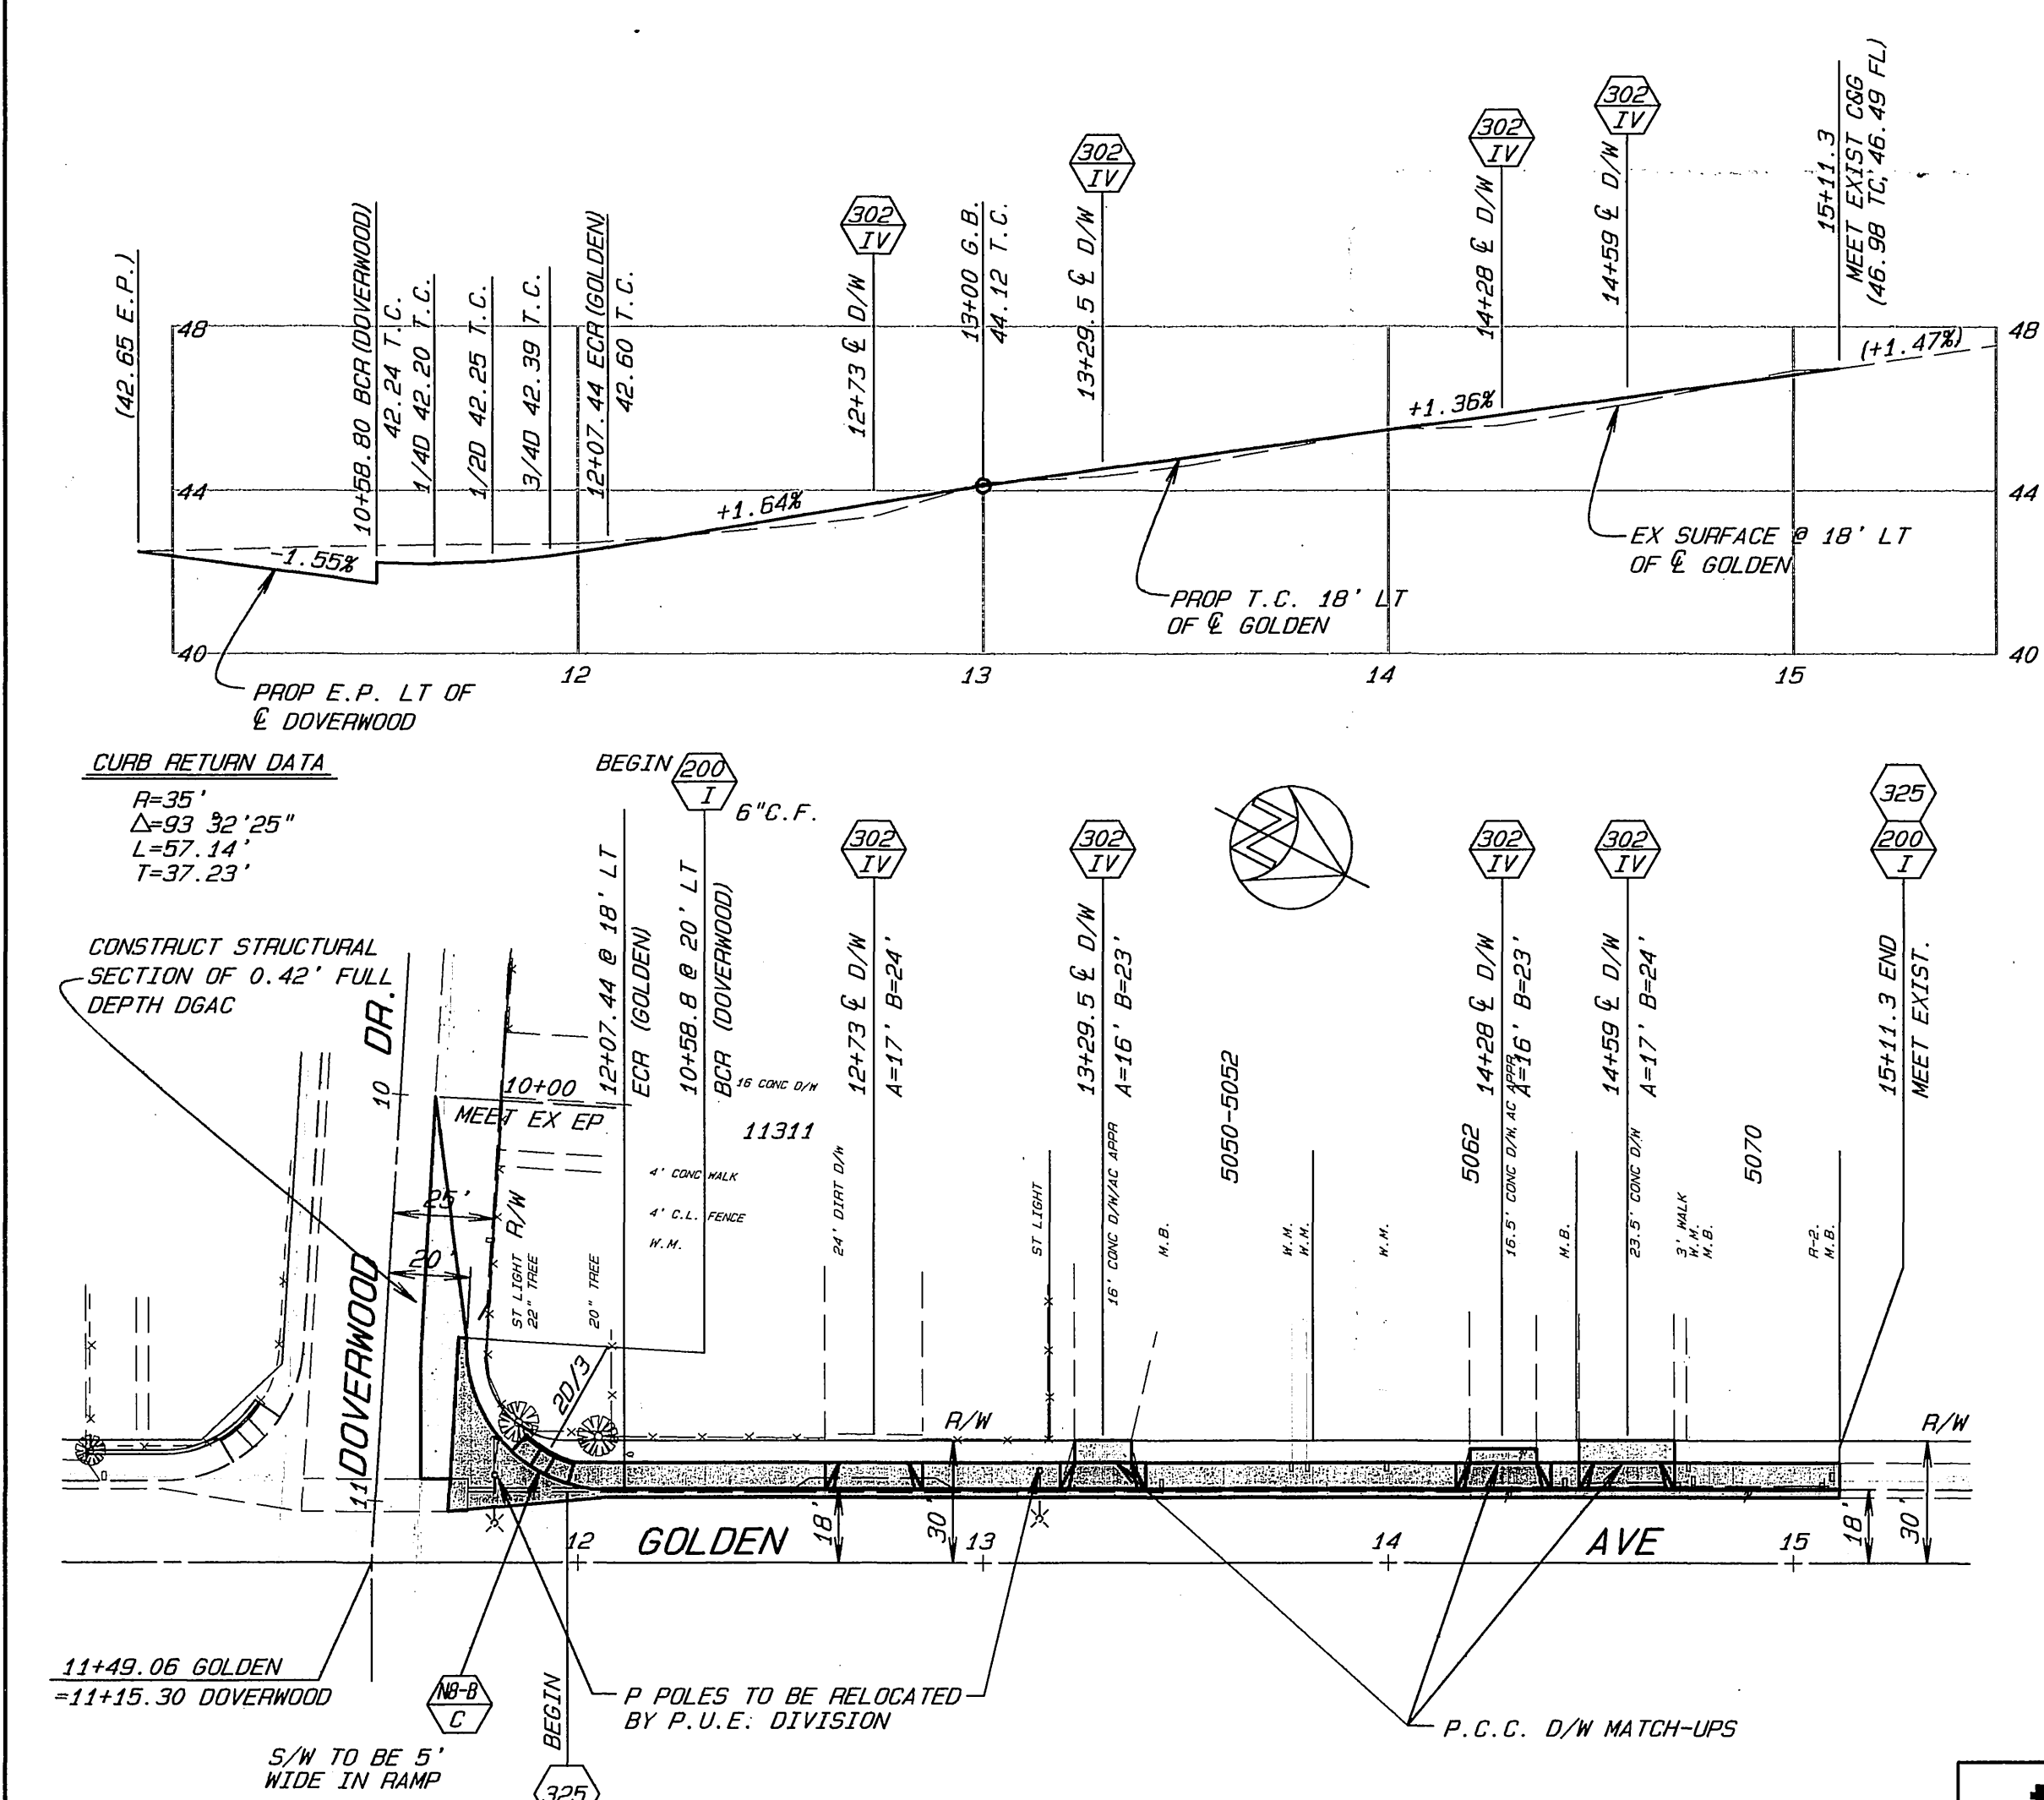 (42.65 E.P.)
10+58.80 BCR (DOVERWOOD)
42.24 T.C.
1/4D 42.20 T.C.
1/2D 42.25 T.C.
3/4D 42.39 T.C.
12+07.44 ECR (GOLDEN)
42.60 T.C.
302
IV
12+73 ℄ D/W
13+00 G.B.
44.12 T.C.
302
IV
13+29.5 ℄ D/W
302
IV
14+28 ℄ D/W
302
IV
14+59 ℄ D/W
15+11.3
MEET EXIST C&G
(46.98 TC, 46.49 FL)
48
48
44
44
40
40
-1.55%
+1.64%
+1.36%
(+1.47%)
12
13
14
15
PROP E.P. LT OF
℄ DOVERWOOD
PROP T.C. 18' LT
OF ℄ GOLDEN
EX SURFACE @ 18' LT
OF ℄ GOLDEN
CURB RETURN DATA
R=35'
Δ=93°32'25"
L=57.14'
T=37.23'
CONSTRUCT STRUCTURAL
SECTION OF 0.42' FULL
DEPTH DGAC
BEGIN
200
I
6"C.F.
12+07.44 @ 18' LT
ECR (GOLDEN)
10+58.8 @ 20' LT
BCR (DOVERWOOD)
302
IV
12+73 ℄ D/W
A=17' B=24'
302
IV
13+29.5 ℄ D/W
A=16' B=23'
302
IV
14+28 ℄ D/W
A=16' B=23'
302
IV
14+59 ℄ D/W
A=17' B=24'
325
200
I
15+11.3 END
MEET EXIST.
10
10+00
MEET EX EP
16 CONC D/W
11311
4' CONC WALK
4' C.L. FENCE
W.M.
25'
20'
R/W
ST LIGHT
22" TREE
20" TREE
24' DIRT D/W
ST LIGHT
16' CONC D/W/AC APPR
M.B.
5050-5052
W.M.
W.M.
W.M.
5062
15.5' CONC D/W, AC APPR
M.B.
23.5' CONC D/W
3' WALK
W.M.
M.B.
5070
R-2.
M.B.
DOVERWOOD DR.
11
2D/3
R/W
R/W
18'
30'
18'
30'
12
GOLDEN
13
14
AVE
15
11+49.06 GOLDEN
=11+15.30 DOVERWOOD
N8-B
C
S/W TO BE 5'
WIDE IN RAMP
BEGIN
325
P POLES TO BE RELOCATED
BY P.U.E. DIVISION
P.C.C. D/W MATCH-UPS